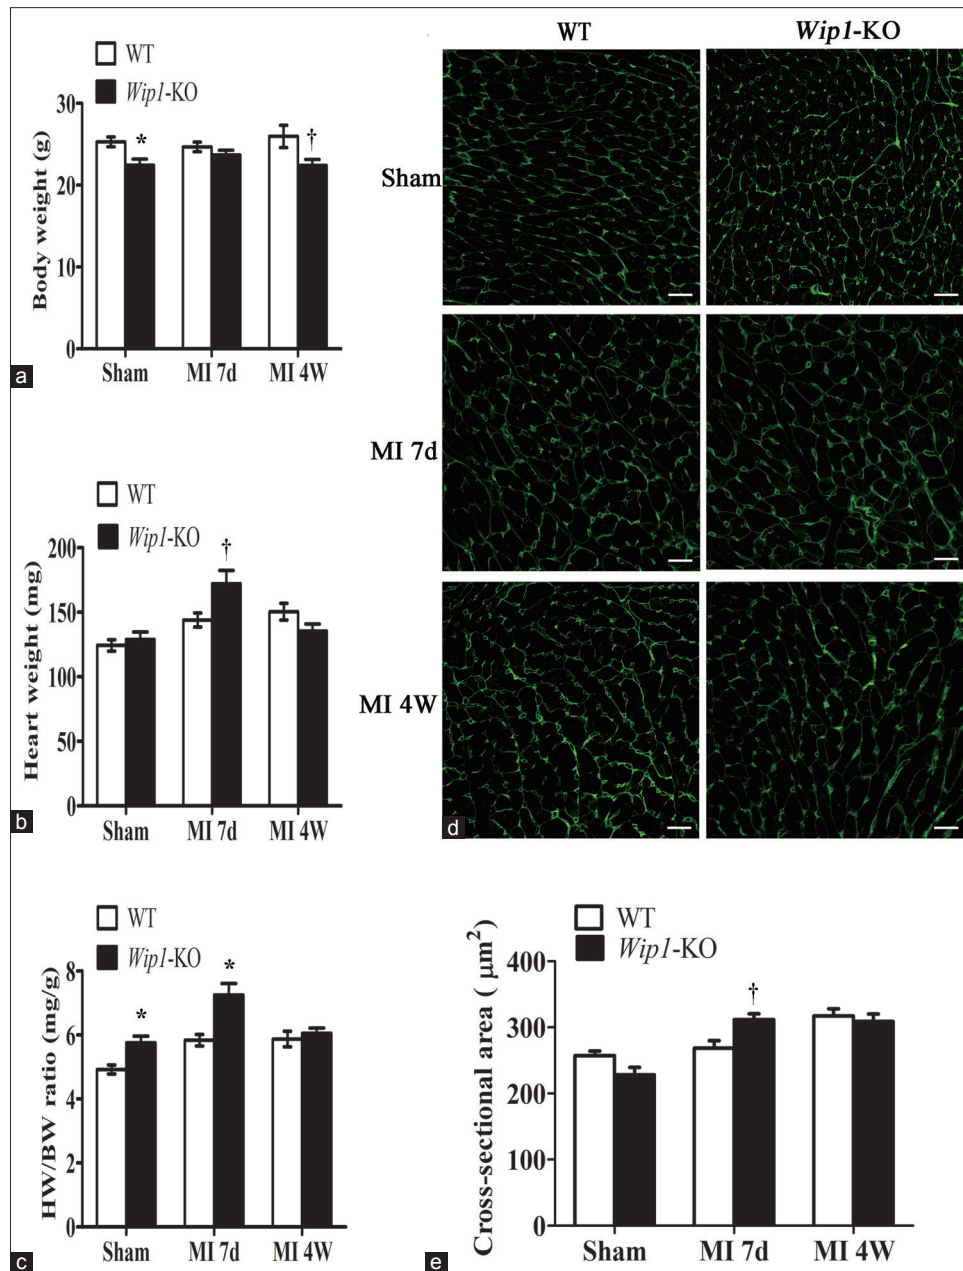 WT
Wip1-KO
Body weight (g)
30
*
†
20
10
0
Sham MI 7d MI 4W
a
WT
Wip1-KO
Heart weight (mg)
200
†
150
100
50
0
Sham MI 7d MI 4W
b
WT
Wip1-KO
HW/BW ratio (mg/g)
8
*
*
6
4
2
0
Sham MI 7d MI 4W
c
WT Wip1-KO
Sham
MI 7d
MI 4W
d
WT
Wip1-KO
Cross-sectional area ( μm²)
400
†
300
200
100
0
Sham MI 7d MI 4W
e